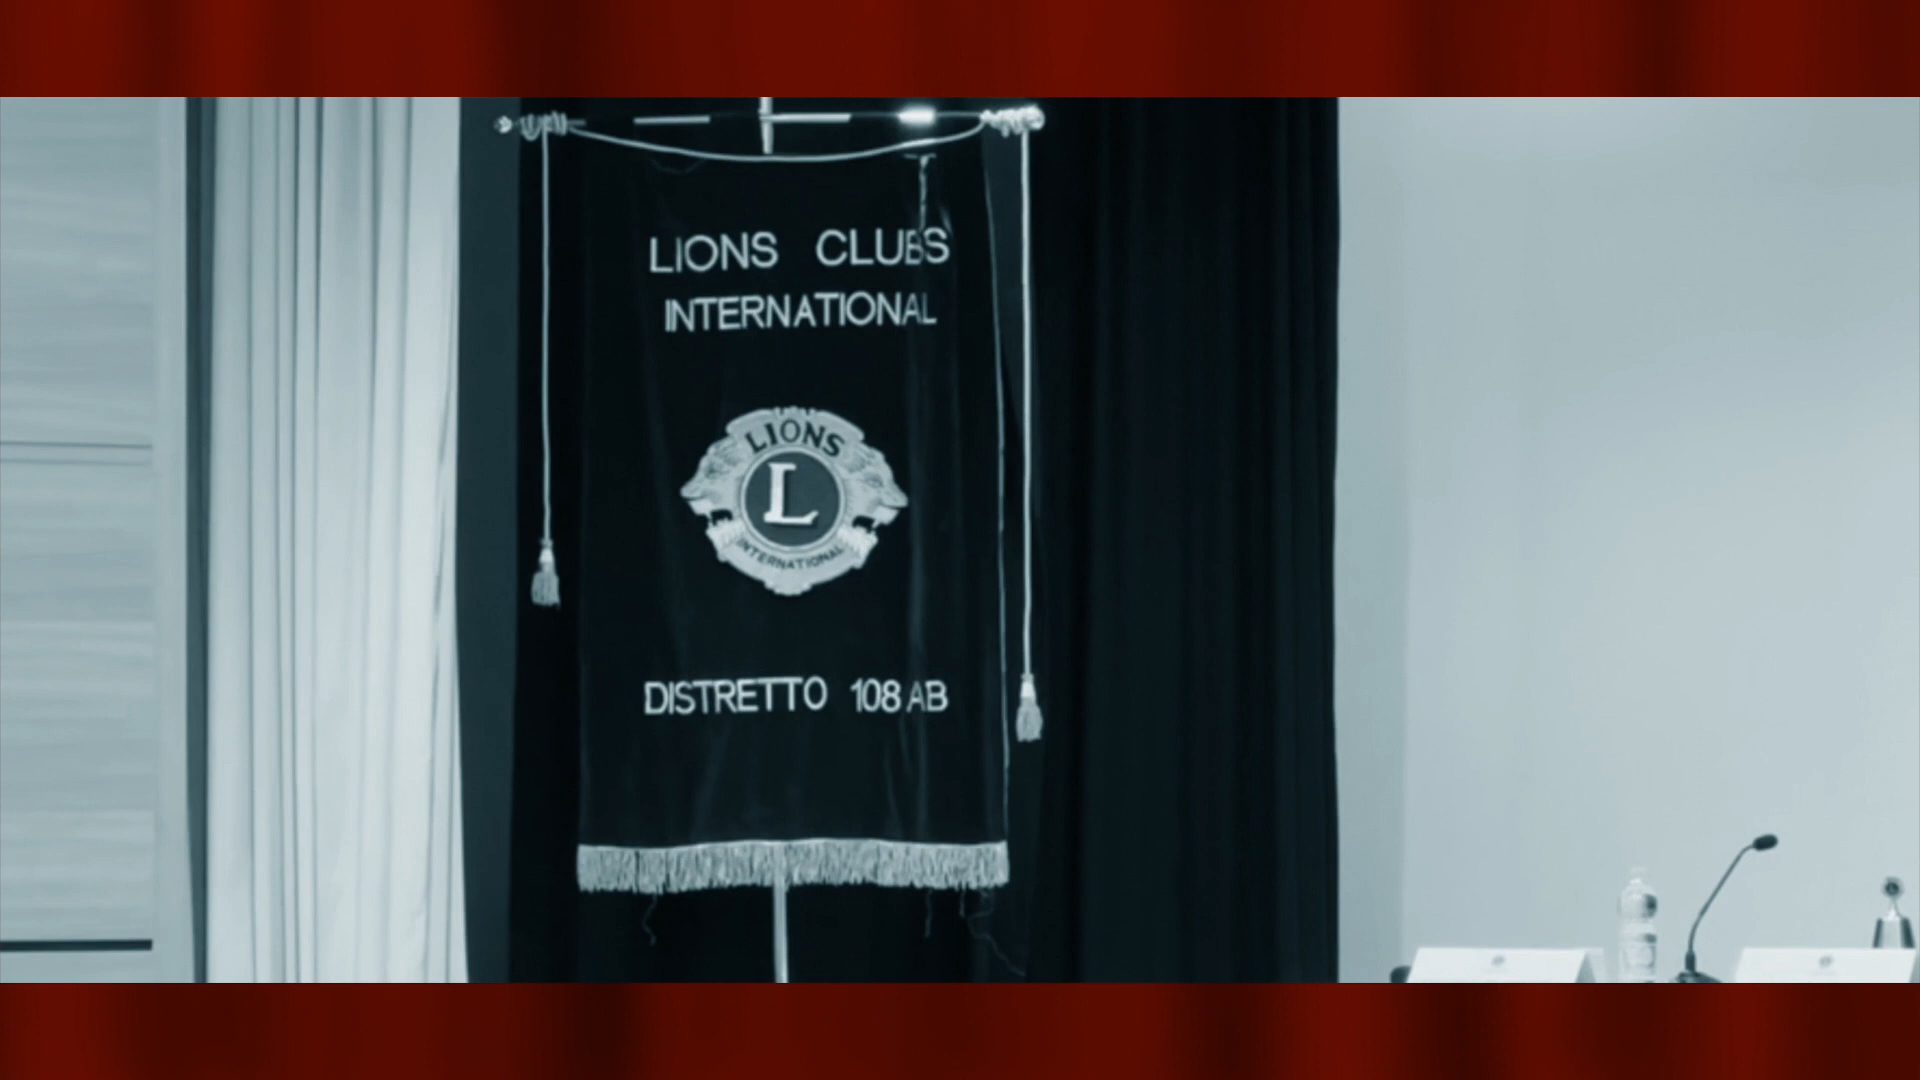 LIONS CLUBS
INTERNATIONAL
LIONS
L
INTERNATIONAL
DISTRETTO 108 AB